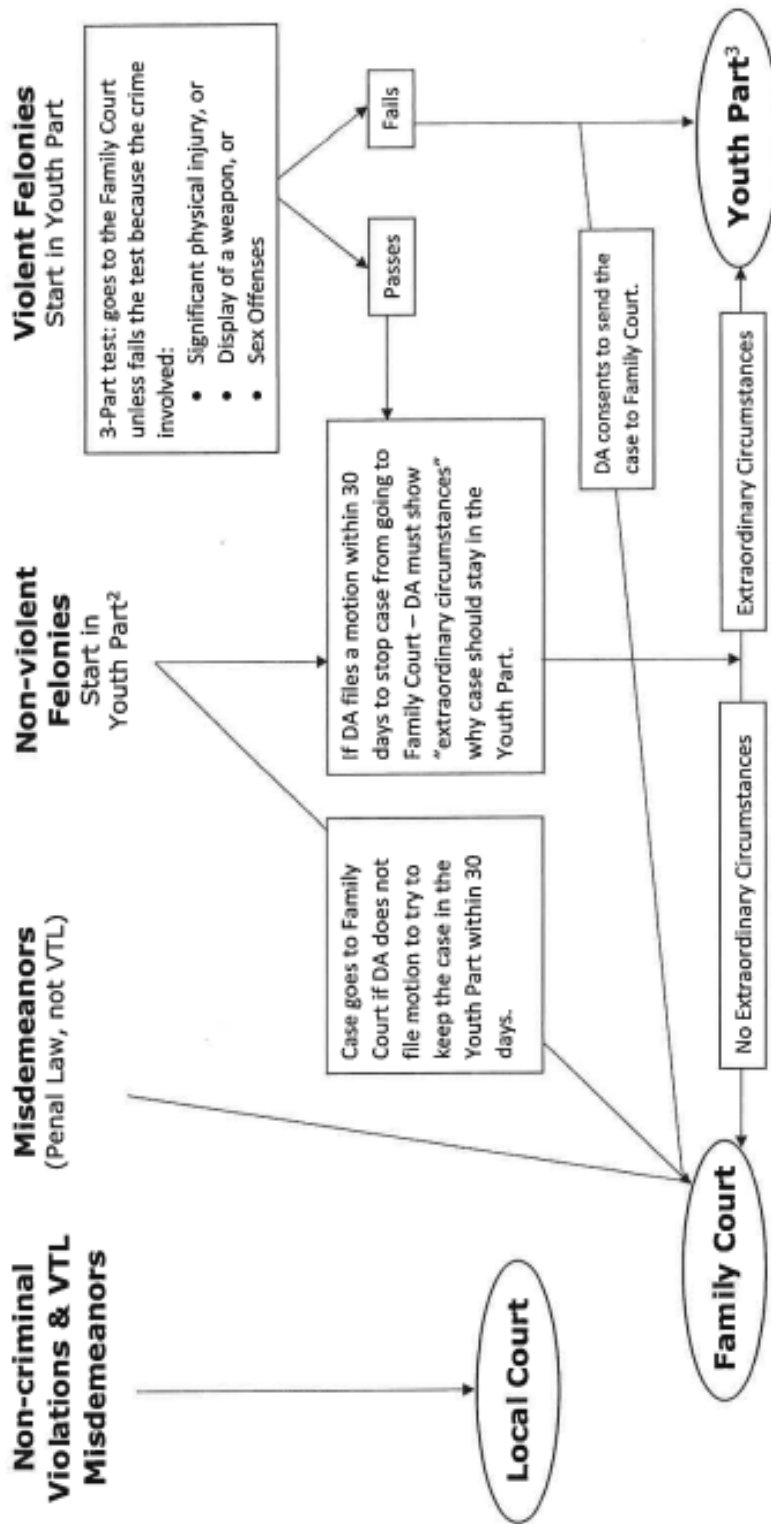 Non-criminal
Violations & VTL
Misdemeanors
Misdemeanors
(Penal Law, not VTL)
Non-violent
Felonies
Start in
Youth Part²
Violent Felonies
Start in Youth Part
3-Part test: goes to the Family Court
unless fails the test because the crime
involved:
● Significant physical injury, or
● Display of a weapon, or
● Sex Offenses
Passes
Fails
Case goes to Family
Court if DA does not
file motion to try to
keep the case in the
Youth Part within 30
days.
If DA files a motion within 30
days to stop case from going to
Family Court – DA must show
“extraordinary circumstances”
why case should stay in the
Youth Part.
DA consents to send the
case to Family Court.
Local Court
Family Court
No Extraordinary Circumstances
Extraordinary Circumstances
Youth Part³